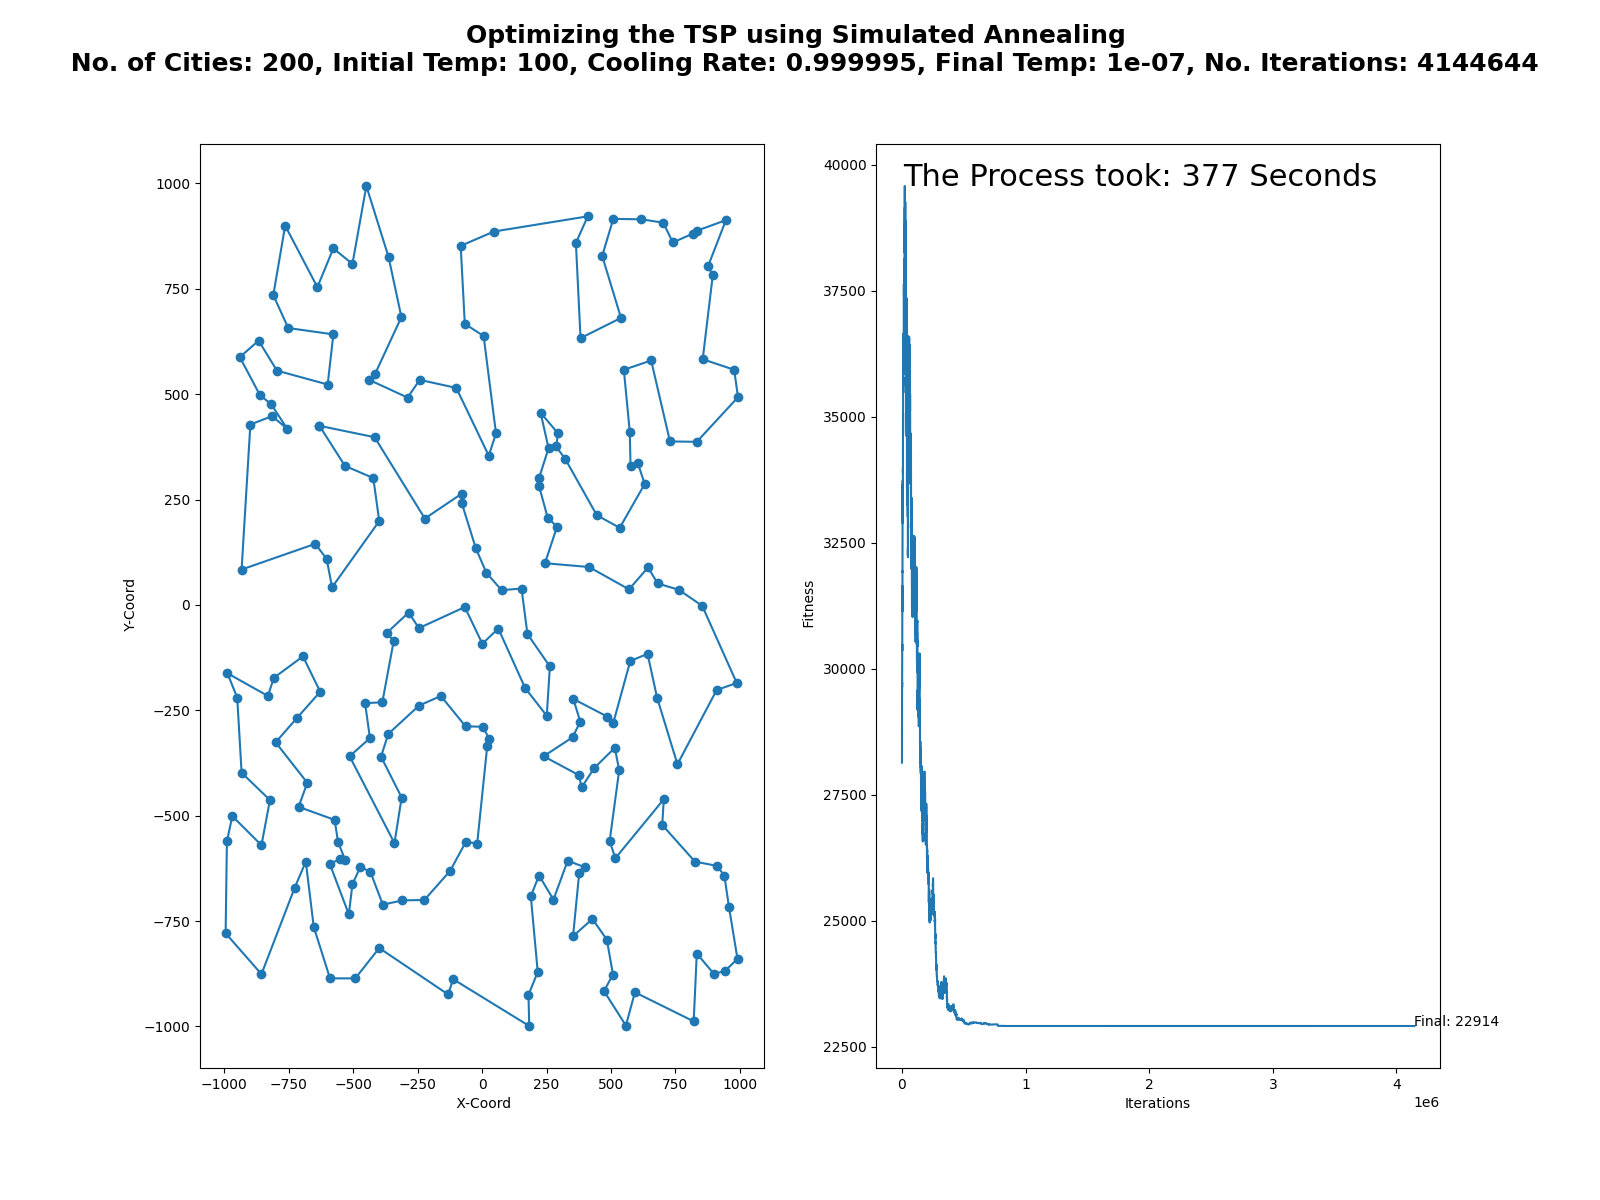 Optimizing the TSP using Simulated Annealing
No. of Cities: 200, Initial Temp: 100, Cooling Rate: 0.999995, Final Temp: 1e-07, No. Iterations: 4144644
1000
750
500
250
0
−250
−500
−750
−1000
Y-Coord
−1000 −750 −500 −250 0 250 500 750 1000
X-Coord
The Process took: 377 Seconds
40000
37500
35000
32500
30000
27500
25000
22500
Fitness
Final: 22914
0 1 2 3 4
Iterations
1e6